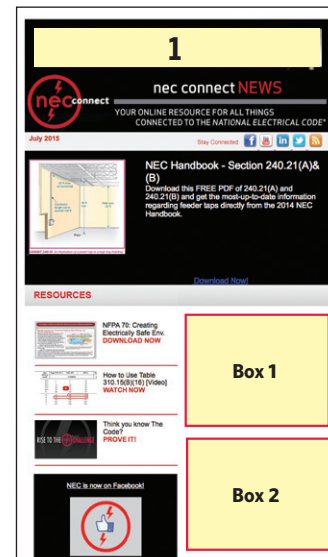 1
nec connect NEWS
necconnect
YOUR ONLINE RESOURCE FOR ALL THINGS
CONNECTED TO THE NATIONAL ELECTRICAL CODE®
July 2015
Stay Connected:
NEC Handbook - Section 240.21(A)&
(B)
Download this FREE PDF of 240.21(A) and
240.21(B) and get the most-up-to-date information
regarding feeder taps directly from the 2014 NEC
Handbook.
Download Now!
RESOURCES
NFPA 70: Creating
Electrically Safe Env.
DOWNLOAD NOW
How to Use Table
310.15(B)(16) [Video]
WATCH NOW
Think you know The
Code?
PROVE IT!
RISE TO THE CHALLENGE
NEC is now on Facebook!
Box 1
Box 2